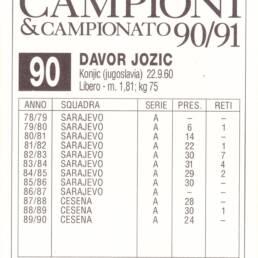 CAMPIONI
& CAMPIONATO 90/91
90 DAVOR JOZIC
Konjic (jugoslavia) 22.9.60
Libero - m. 1,81; kg 75
ANNO SQUADRA SERIE PRES. RETI
78/79 SARAJEVO A – –
79/80 SARAJEVO A 6 1
80/81 SARAJEVO A 14 –
81/82 SARAJEVO A 22 1
82/83 SARAJEVO A 30 7
83/84 SARAJEVO A 31 4
84/85 SARAJEVO A 29 2
85/86 SARAJEVO A 30 –
86/87 SARAJEVO A – –
87/88 CESENA A 28 –
88/89 CESENA A 30 1
89/90 CESENA A 24 –